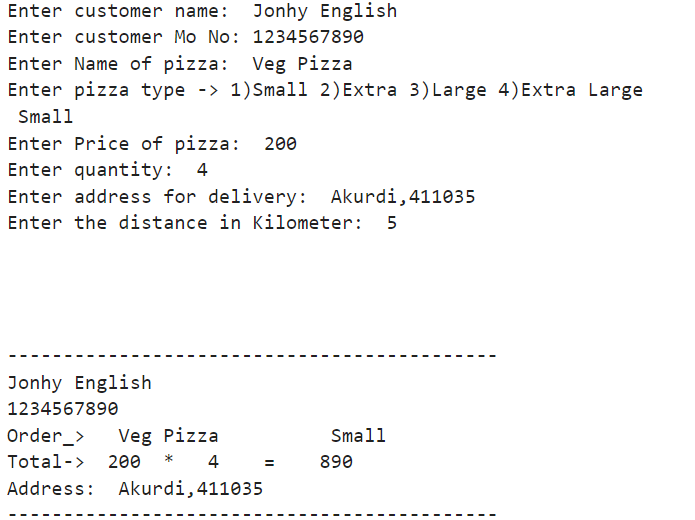 Enter customer name:  Jonhy English
Enter customer Mo No: 1234567890
Enter Name of pizza:  Veg Pizza
Enter pizza type -> 1)Small 2)Extra 3)Large 4)Extra Large
 Small
Enter Price of pizza:  200
Enter quantity:  4
Enter address for delivery:  Akurdi,411035
Enter the distance in Kilometer:  5
--------------------------------------------
Jonhy English
1234567890
Order_>   Veg Pizza          Small
Total->  200  *   4    =    890
Address:  Akurdi,411035
--------------------------------------------